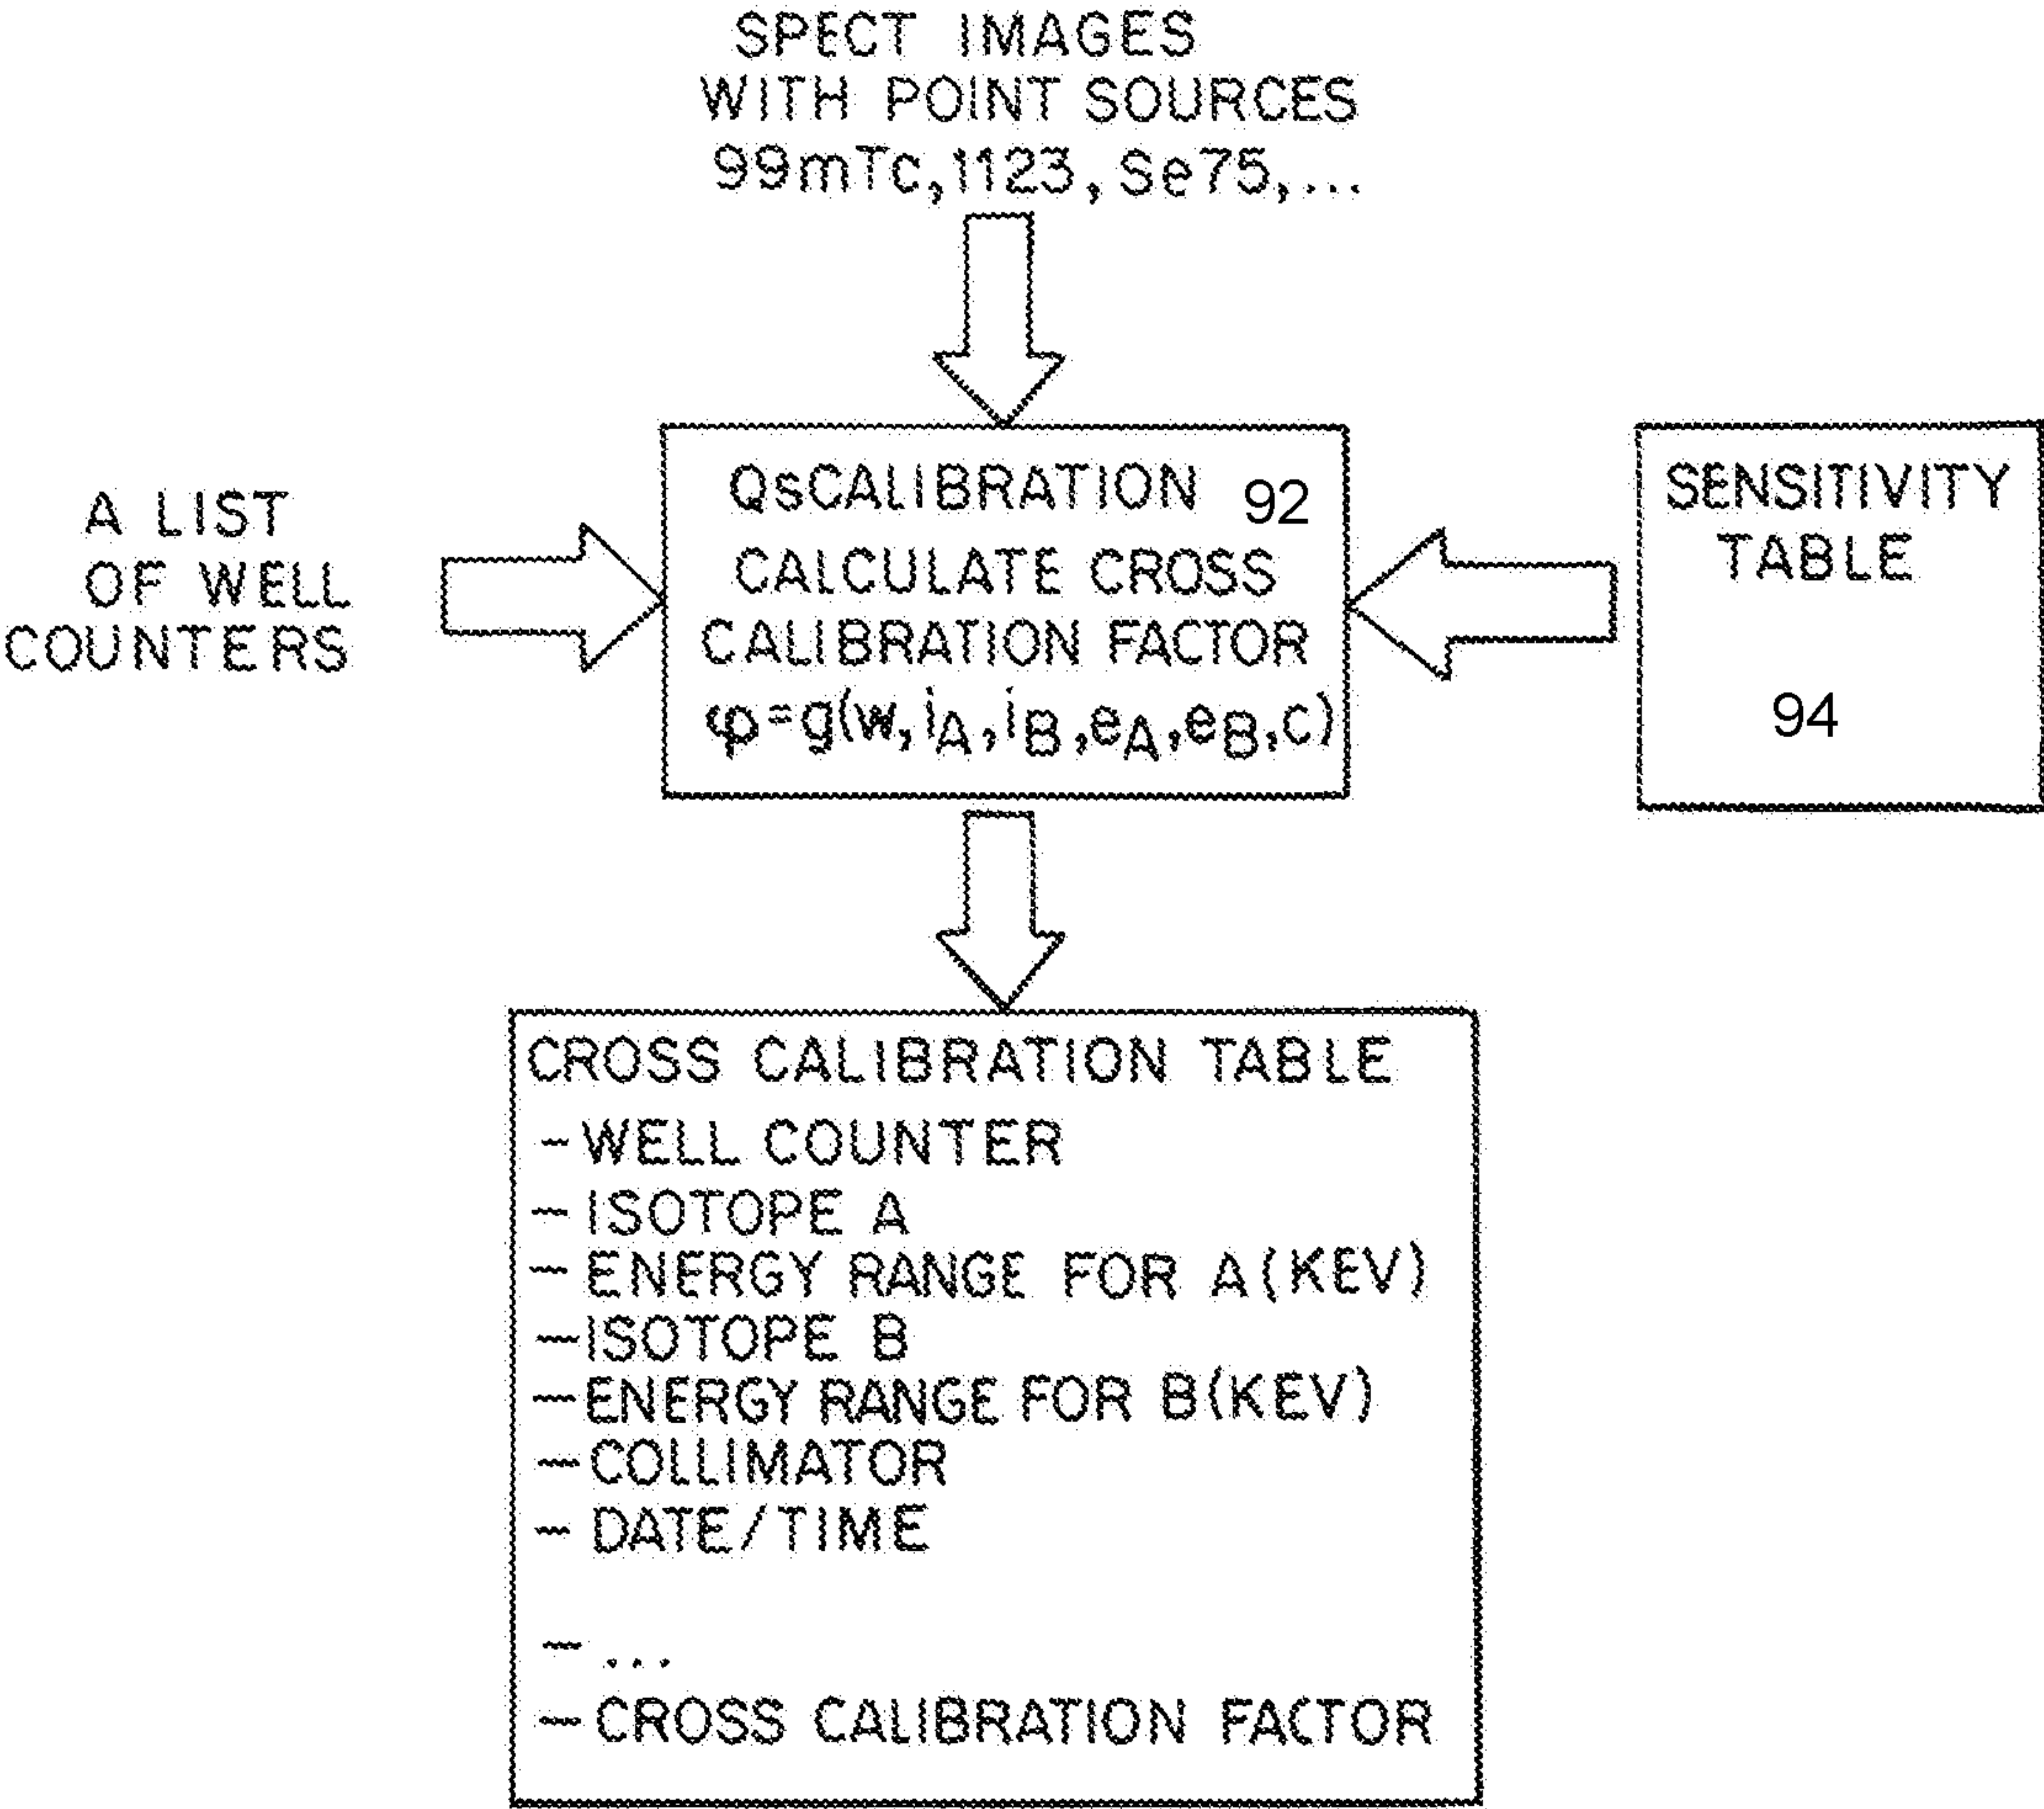 SPECT IMAGES
WITH POINT SOURCES
99mTc, I123, Se75, ...
A LIST
OF WELL
COUNTERS
QsCALIBRATION 92
CALCULATE CROSS
CALIBRATION FACTOR
φ=g(w, iA, iB, eA, eB, c)
SENSITIVITY
TABLE
94
CROSS CALIBRATION TABLE
- WELL COUNTER
- ISOTOPE A
- ENERGY RANGE FOR A (KEV)
- ISOTOPE B
- ENERGY RANGE FOR B (KEV)
- COLLIMATOR
- DATE/TIME
- ...
- CROSS CALIBRATION FACTOR